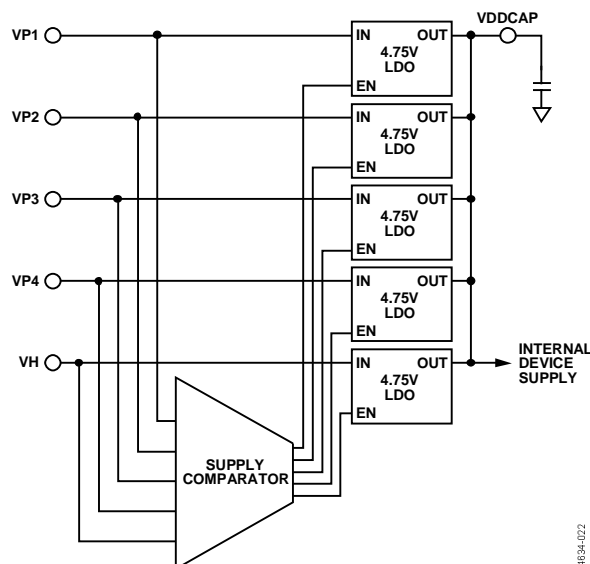 VDDCAP
VP1
IN OUT
4.75V
LDO
EN
VP2
IN OUT
4.75V
LDO
EN
VP3
IN OUT
4.75V
LDO
EN
VP4
IN OUT
4.75V
LDO
EN
VH
IN OUT
4.75V
LDO
EN
INTERNAL
DEVICE
SUPPLY
SUPPLY
COMPARATOR
4634-022